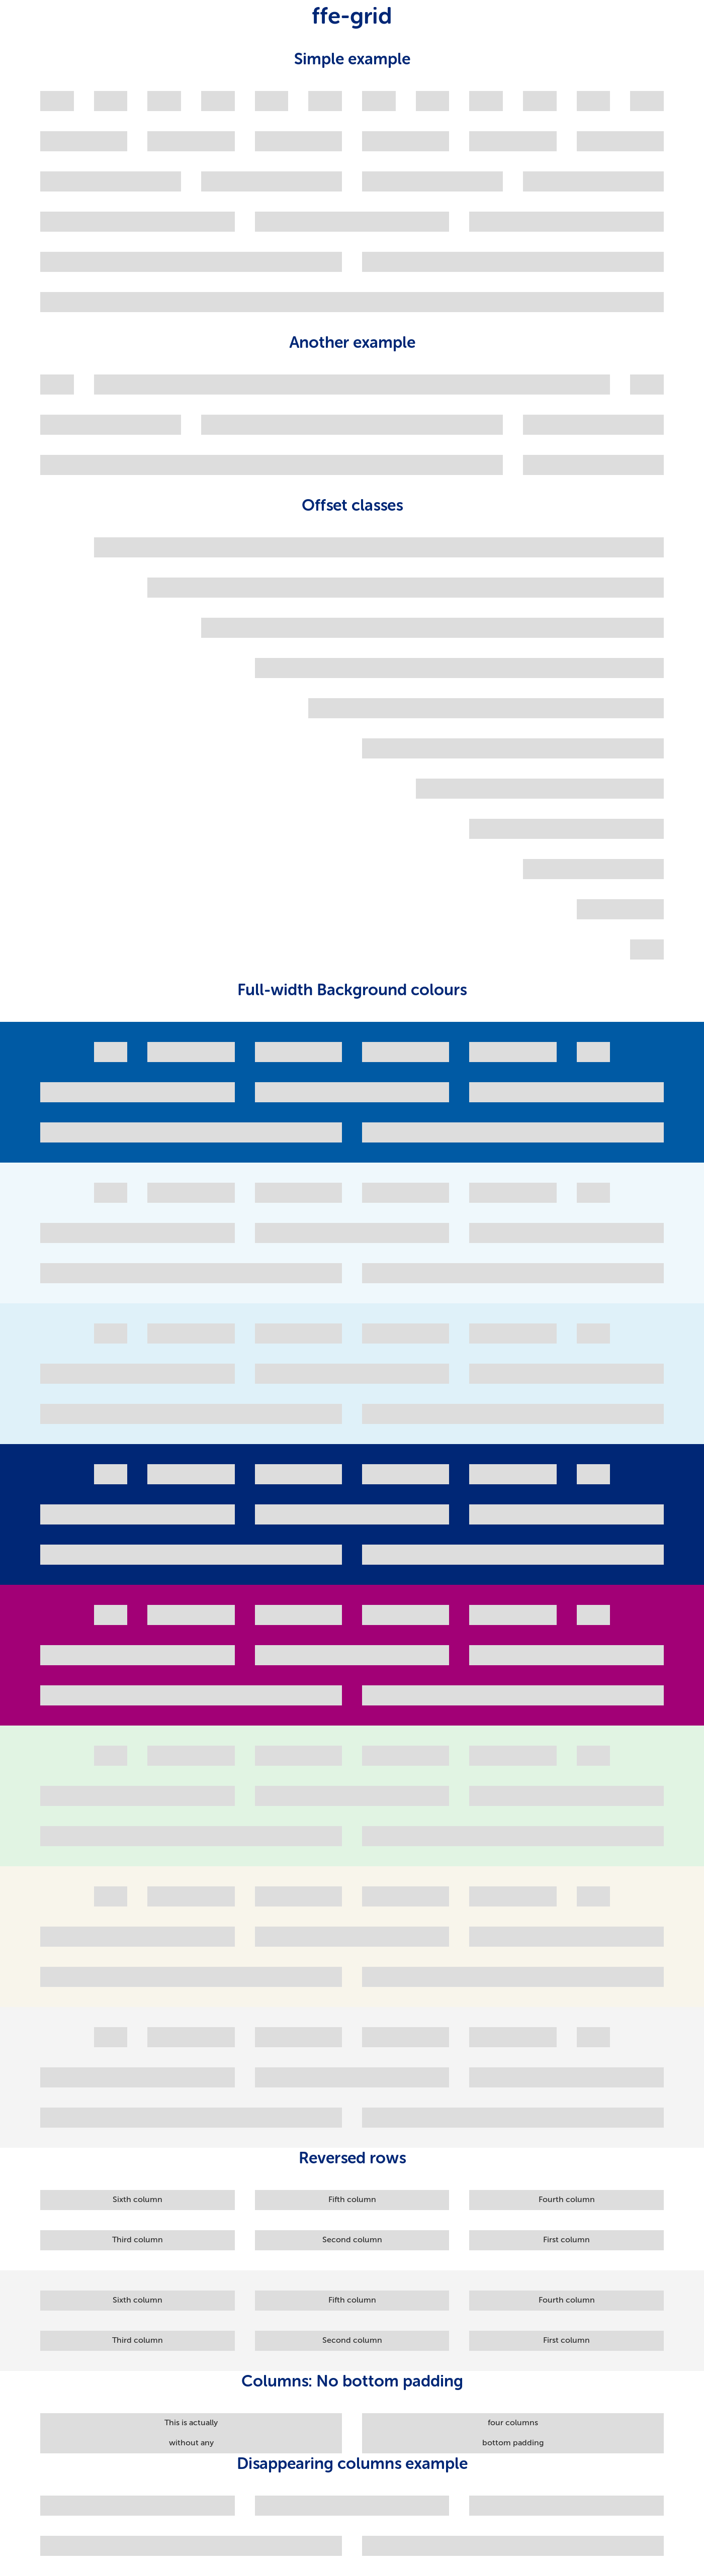 ffe-grid
Simple example
Another example
Offset classes
Full-width Background colours
Reversed rows
Sixth column Fifth column Fourth column
Third column Second column First column
Sixth column Fifth column Fourth column
Third column Second column First column
Columns: No bottom padding
This is actually four columns
without any bottom padding
Disappearing columns example